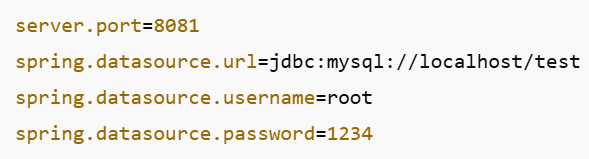 server.port=8081
spring.datasource.url=jdbc:mysql://localhost/test
spring.datasource.username=root
spring.datasource.password=1234